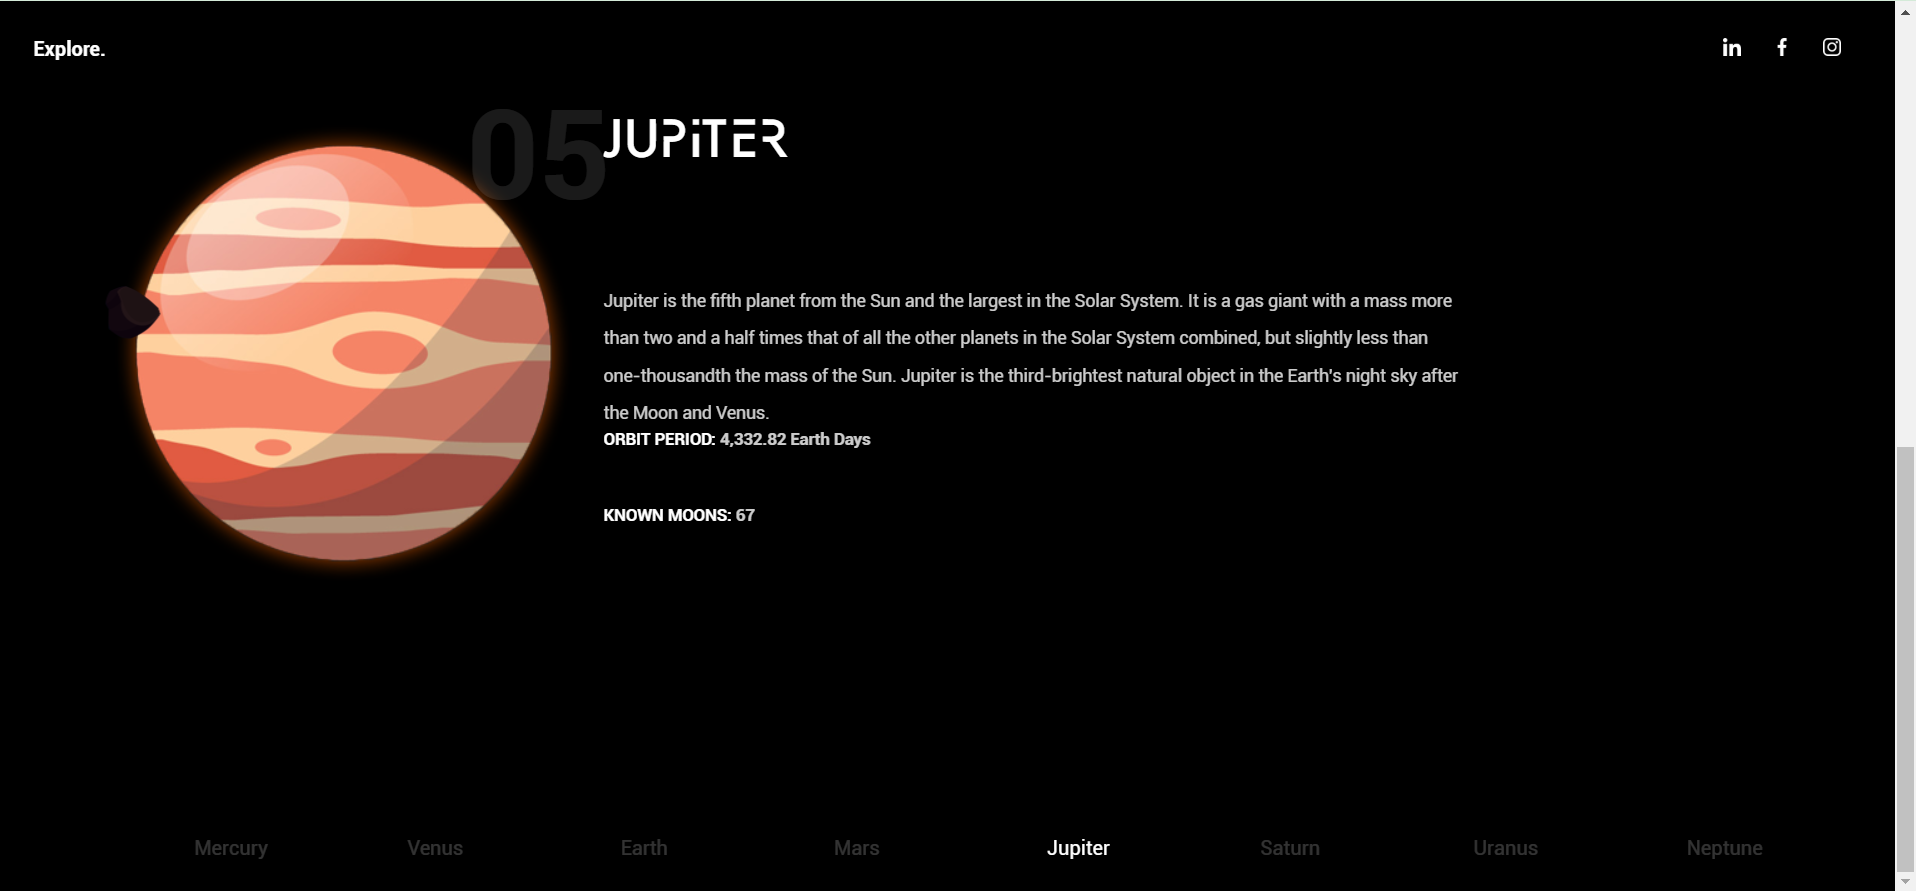 Explore.
05
JUPiTER
Jupiter is the fifth planet from the Sun and the largest in the Solar System. It is a gas giant with a mass more
than two and a half times that of all the other planets in the Solar System combined, but slightly less than
one-thousandth the mass of the Sun. Jupiter is the third-brightest natural object in the Earth's night sky after
the Moon and Venus.
ORBIT PERIOD: 4,332.82 Earth Days
KNOWN MOONS: 67
Mercury Venus Earth Mars Jupiter Saturn Uranus Neptune